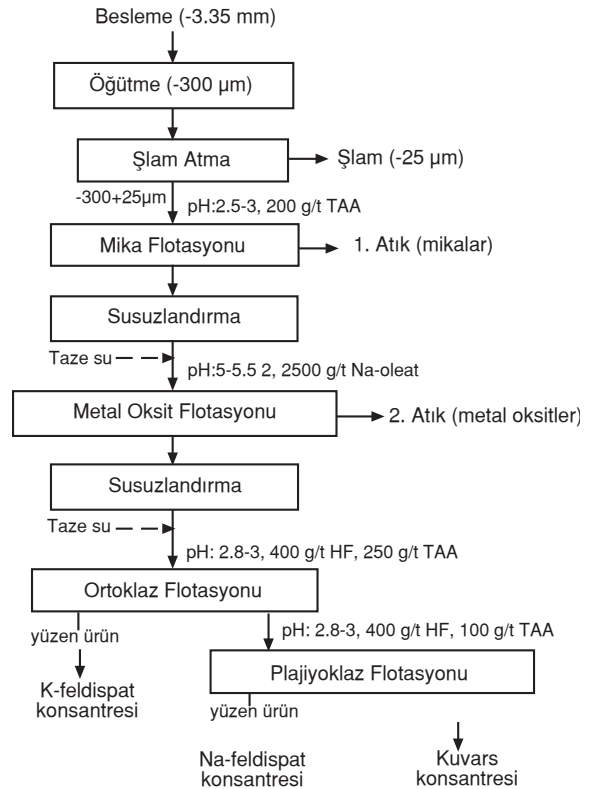 Besleme (-3.35 mm)
Öğütme (-300 µm)
Şlam Atma
Şlam (-25 µm)
-300+25µm
pH:2.5-3, 200 g/t TAA
Mika Flotasyonu
1. Atık (mikalar)
Susuzlandırma
Taze su
pH:5-5.5 2, 2500 g/t Na-oleat
Metal Oksit Flotasyonu
2. Atık (metal oksitler)
Susuzlandırma
Taze su
pH: 2.8-3, 400 g/t HF, 250 g/t TAA
Ortoklaz Flotasyonu
yüzen ürün
pH: 2.8-3, 400 g/t HF, 100 g/t TAA
Plajiyoklaz Flotasyonu
K-feldispat
konsantresi
yüzen ürün
Na-feldispat
konsantresi
Kuvars
konsantresi